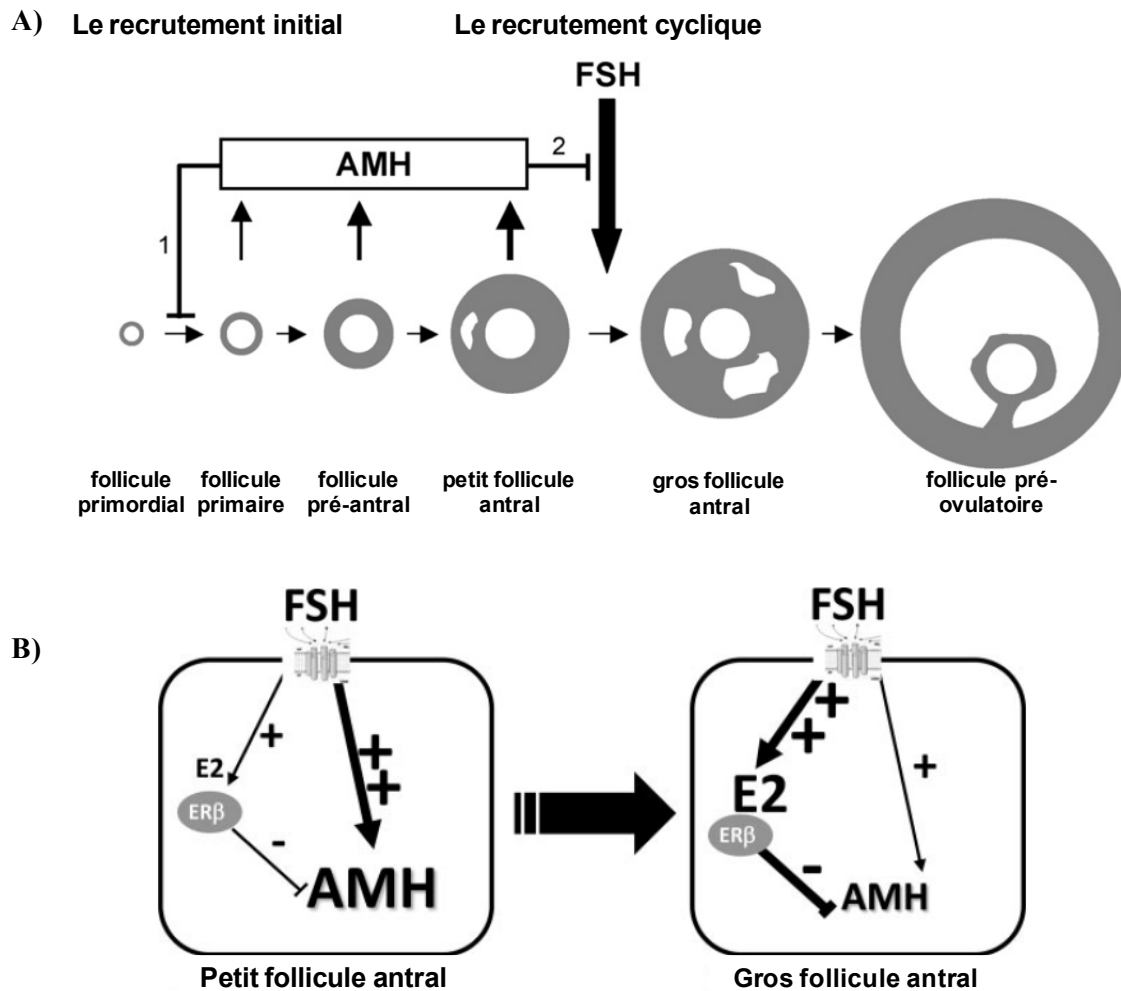 A) Le recrutement initial Le recrutement cyclique
FSH
AMH
2
1
follicule primordial
follicule primaire
follicule pré-antral
petit follicule antral
gros follicule antral
follicule pré-ovulatoire
B)
FSH
+
+
+
E2
ERβ
-
AMH
Petit follicule antral
FSH
+
+
+
E2
ERβ
-
AMH
Gros follicule antral